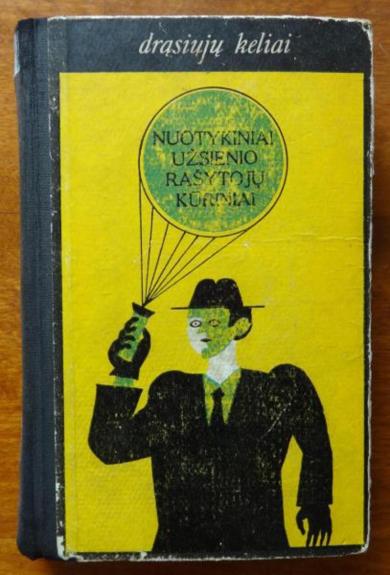 drąsiųjų keliai
NUOTYKINIAI
UŽSIENIO
RAŠYTOJŲ
KŪRINIAI